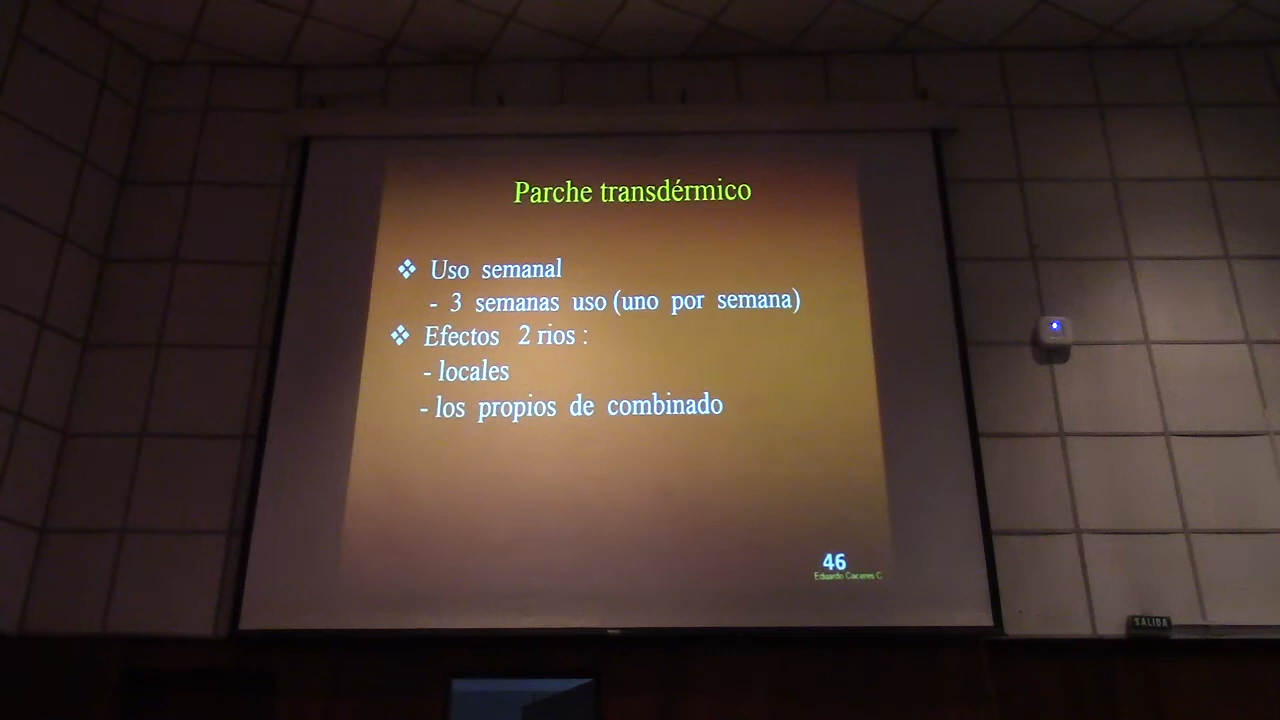 Parche transdérmico
❖ Uso semanal
- 3 semanas uso (uno por semana)
❖ Efectos 2 rios :
- locales
- los propios de combinado
46
Eduardo Caceres C
SALIDA